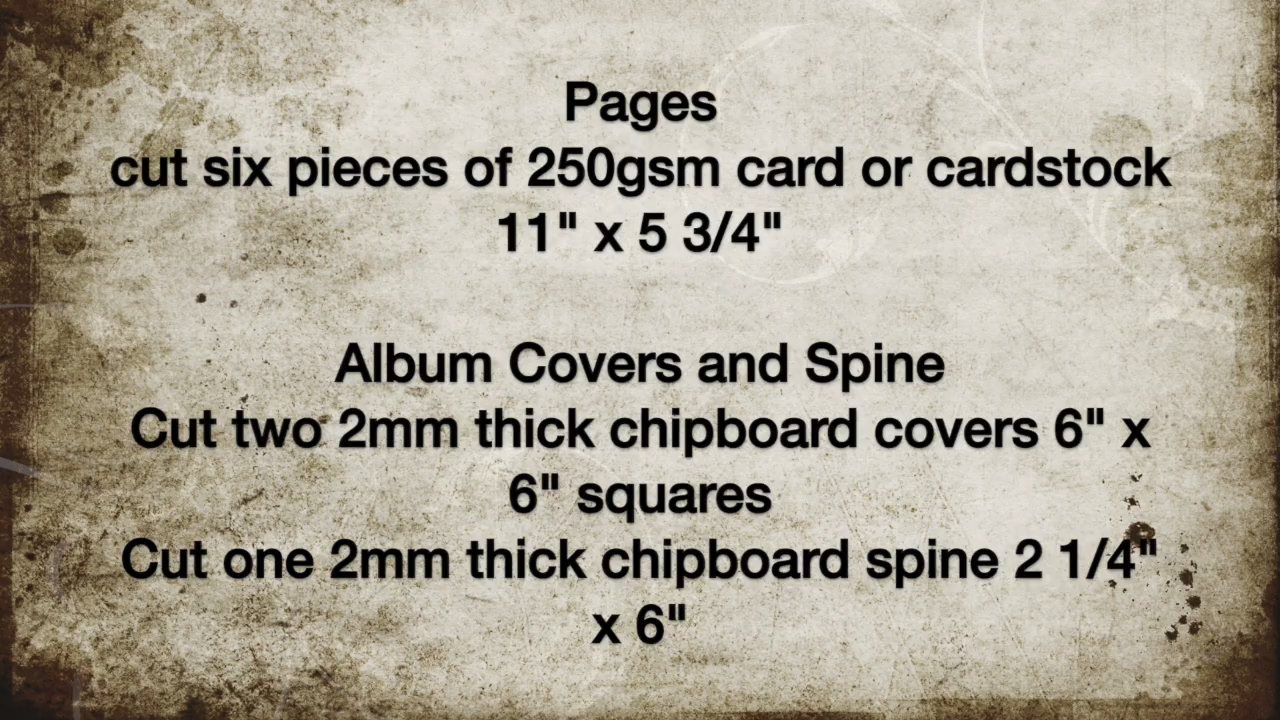 Pages
cut six pieces of 250gsm card or cardstock
11" x 5 3/4"
Album Covers and Spine
Cut two 2mm thick chipboard covers 6" x
6" squares
Cut one 2mm thick chipboard spine 2 1/4"
x 6"